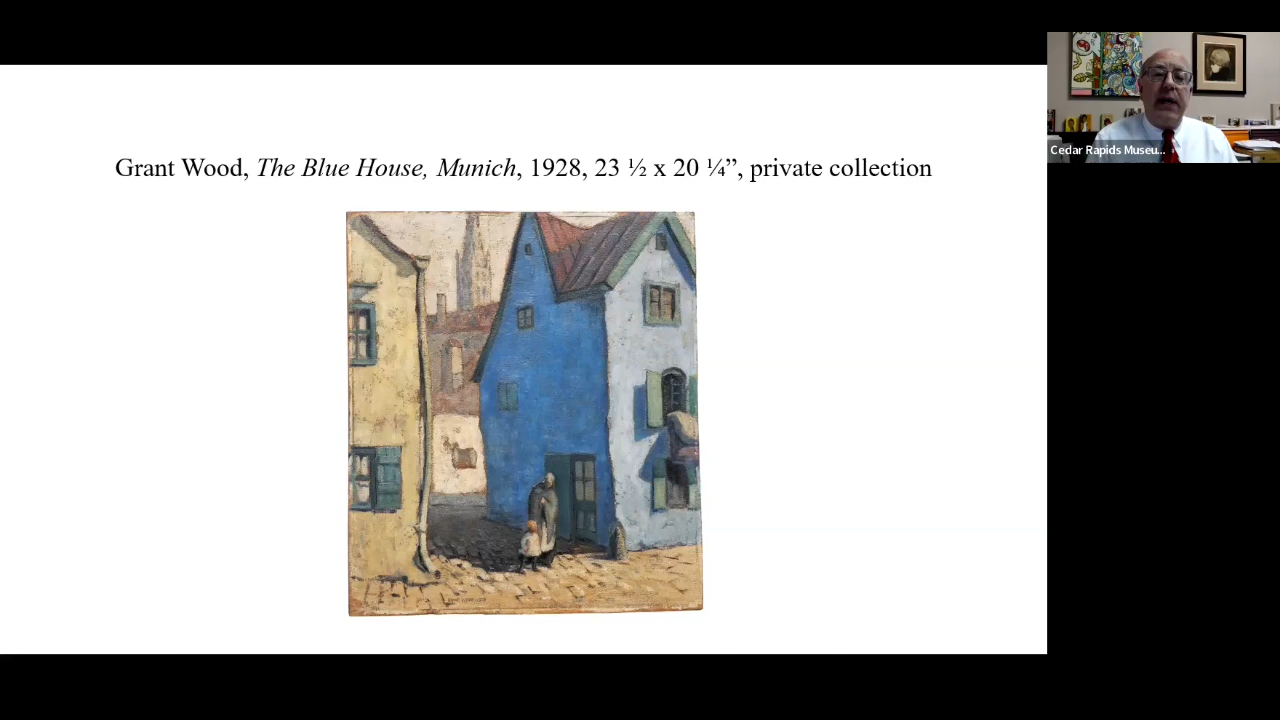 Grant Wood, The Blue House, Munich, 1928, 23 ½ x 20 ¼”, private collection
Cedar Rapids Museu...